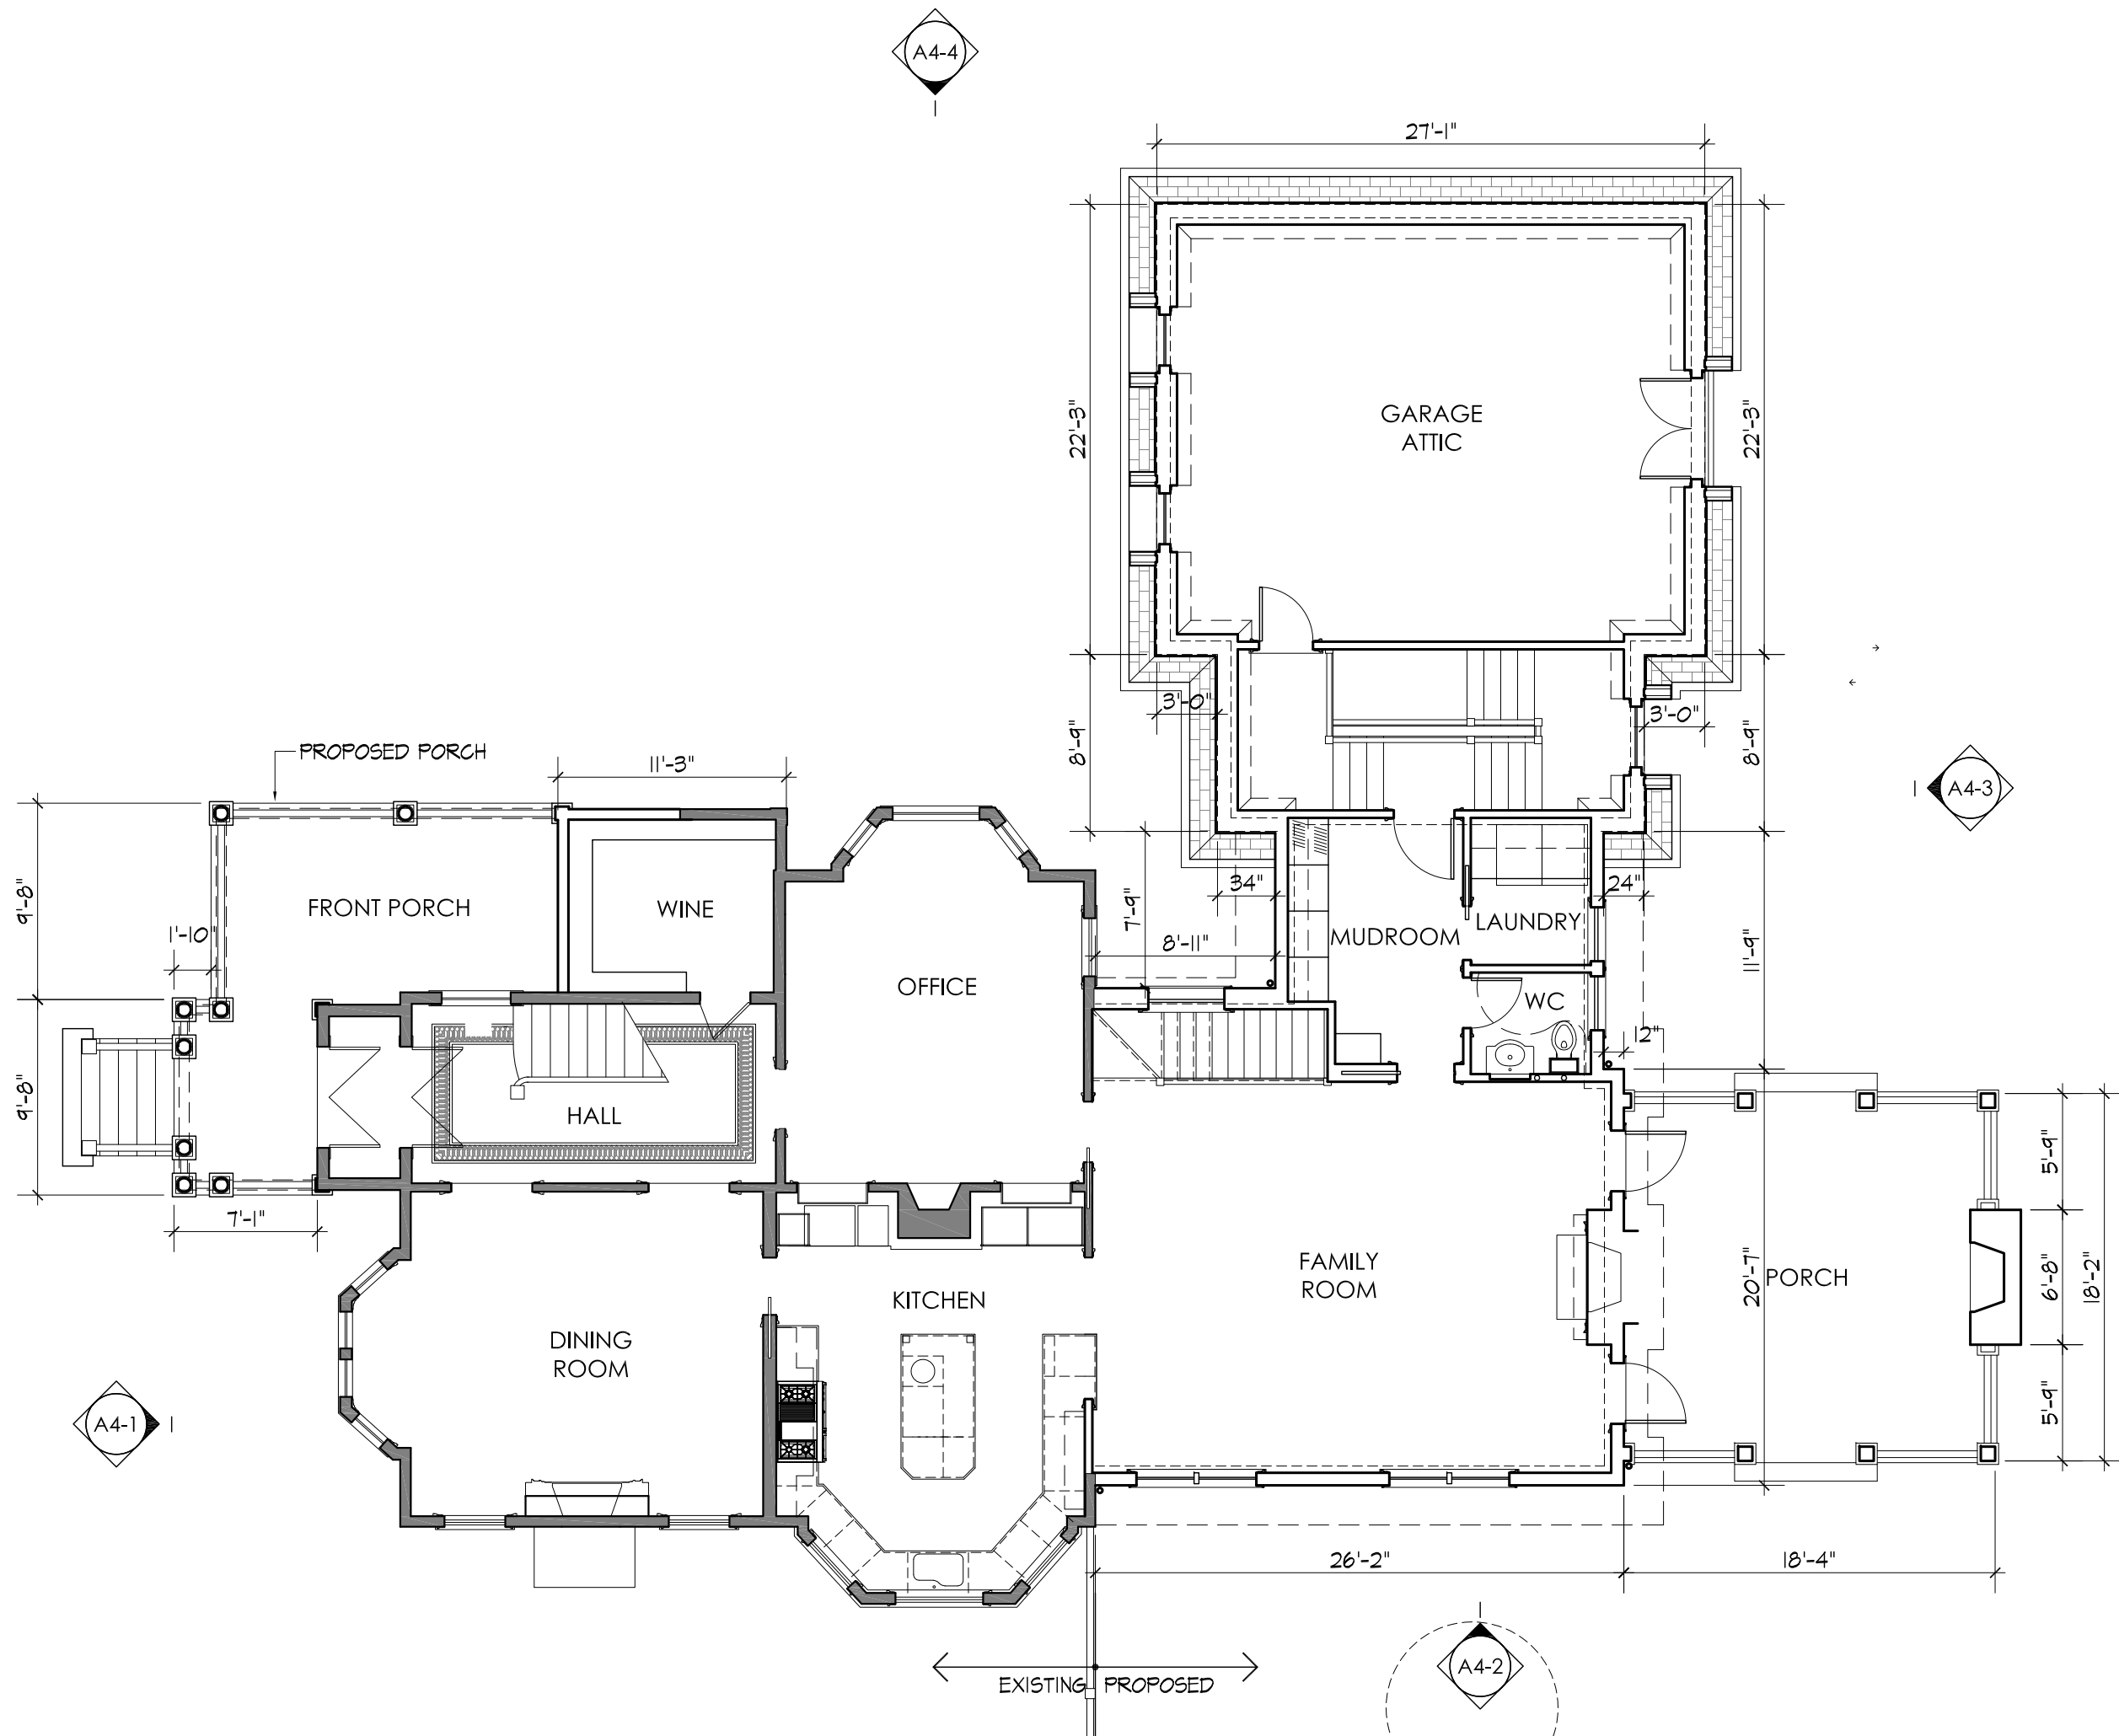 A4-4
27'-1"
22'-3"
GARAGE
ATTIC
22'-3"
3'-0"
3'-0"
8'-9"
8'-9"
PROPOSED PORCH
11'-3"
A4-3
9'-8"
FRONT PORCH
WINE
1'-10"
7'-9"
34"
24"
LAUNDRY
MUDROOM
8'-11"
11'-9"
OFFICE
WC
12"
9'-8"
HALL
7'-1"
5'-9"
FAMILY
ROOM
20'-7"
PORCH
6'-8"
18'-2"
KITCHEN
DINING
ROOM
5'-9"
A4-1
26'-2"
18'-4"
EXISTING
PROPOSED
A4-2